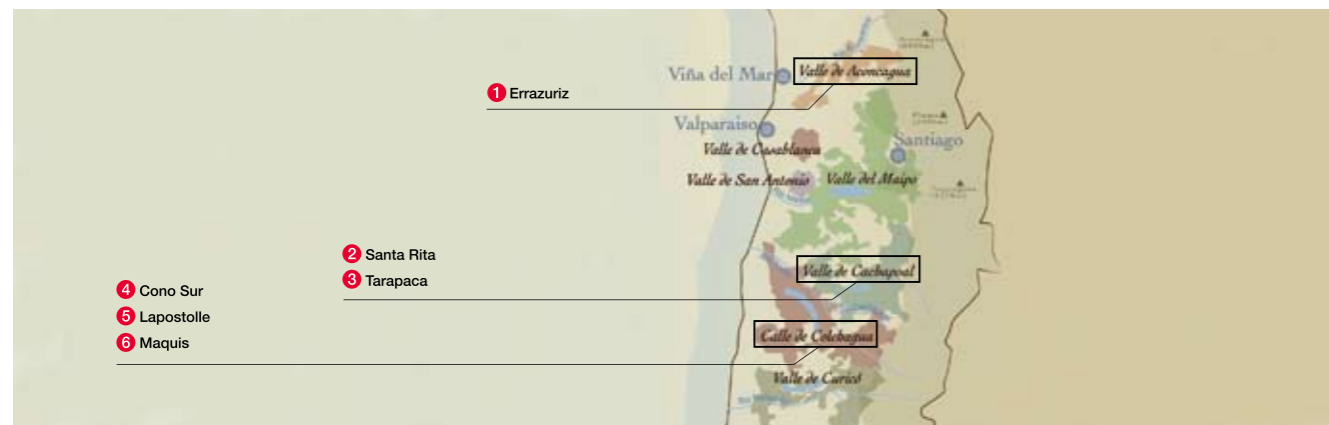 Viña del Mar
Valle de Aconcagua
1 Errazuriz
Valparaiso
Santiago
Valle de Casablanca
Valle de San Antonio
Valle del Maipo
2 Santa Rita
3 Tarapaca
Valle de Cachapoal
4 Cono Sur
5 Lapostolle
6 Maquis
Calle de Colchagua
Valle de Curicó